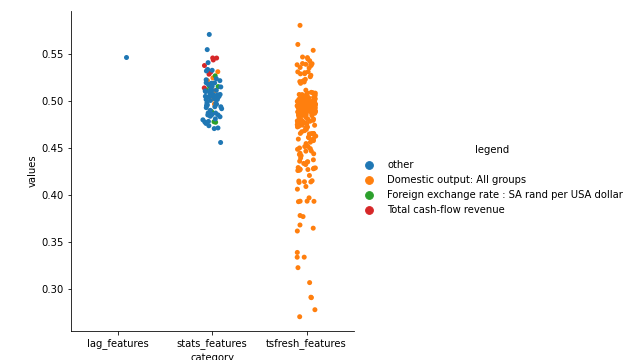 0.55
0.50
0.45
0.40
0.35
0.30
values
lag_features
stats_features
tsfresh_features
category
legend
other
Domestic output: All groups
Foreign exchange rate : SA rand per USA dollar
Total cash-flow revenue